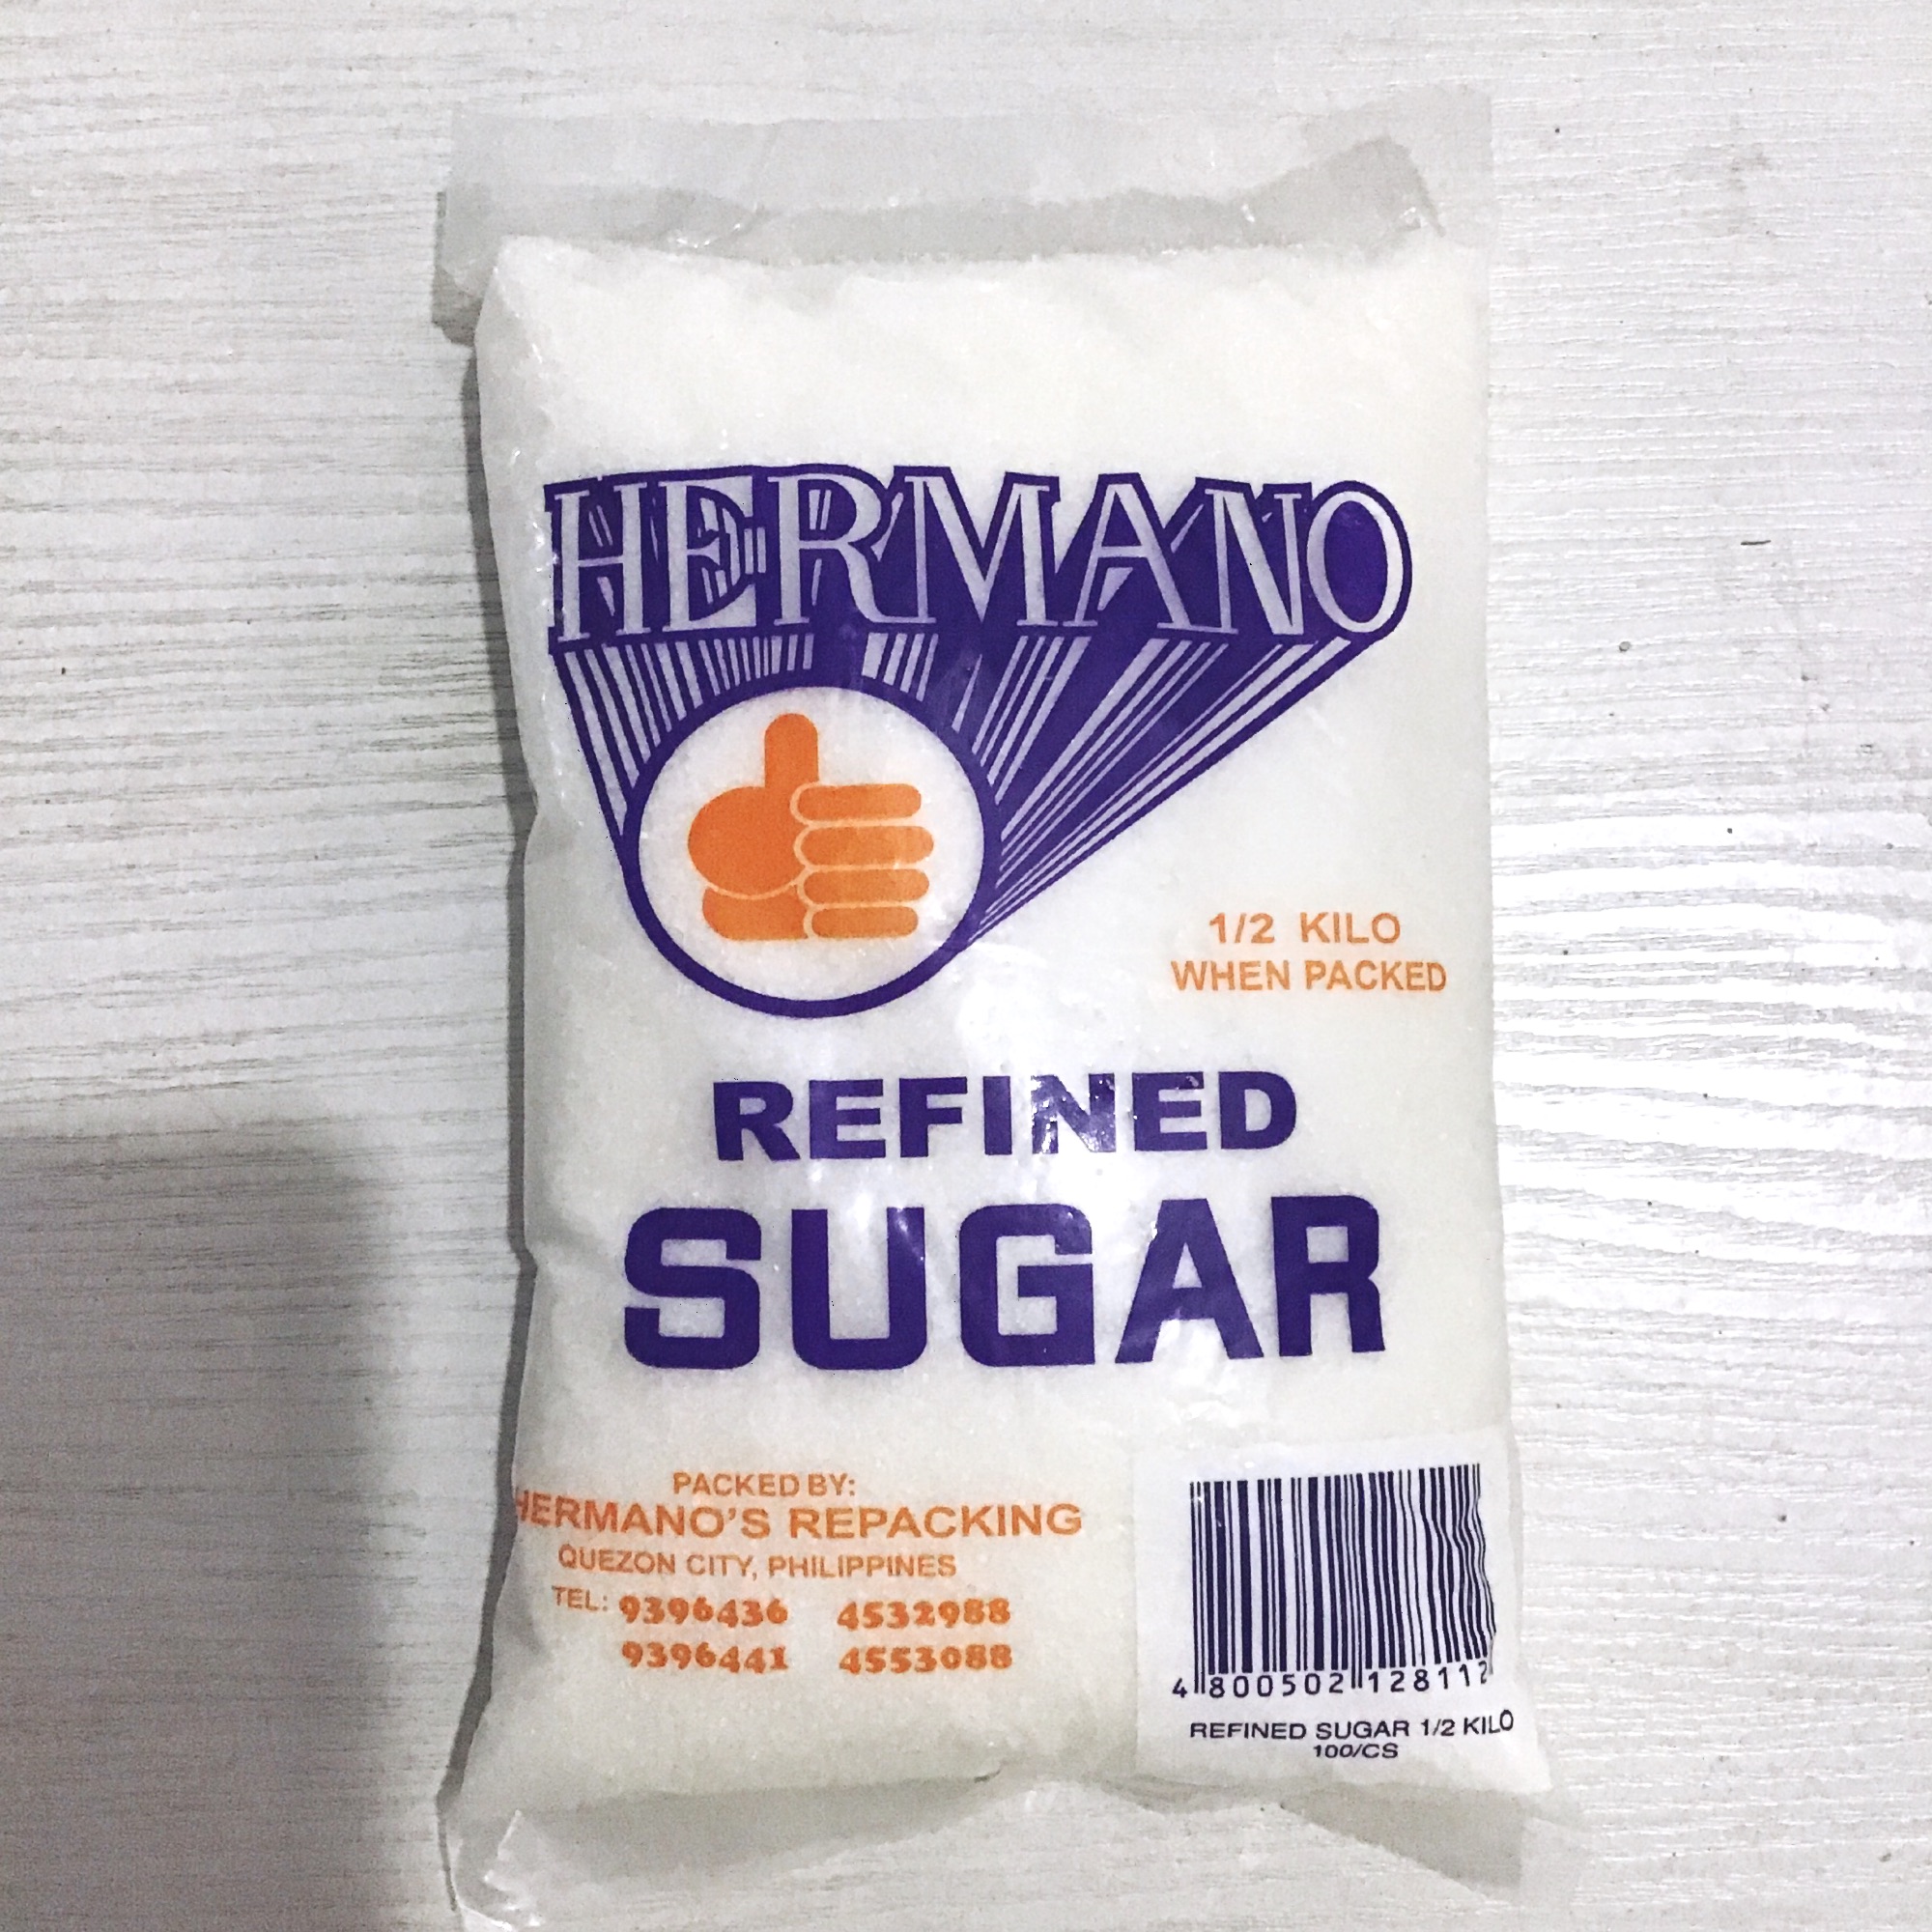 HERMANO
1/2 KILO
WHEN PACKED
REFINED
SUGAR
PACKED BY:
HERMANO'S REPACKING
QUEZON CITY, PHILIPPINES
TEL: 9396436 4532988
9396441 4553088
4 800502 128112
REFINED SUGAR 1/2 KILO
100/CS